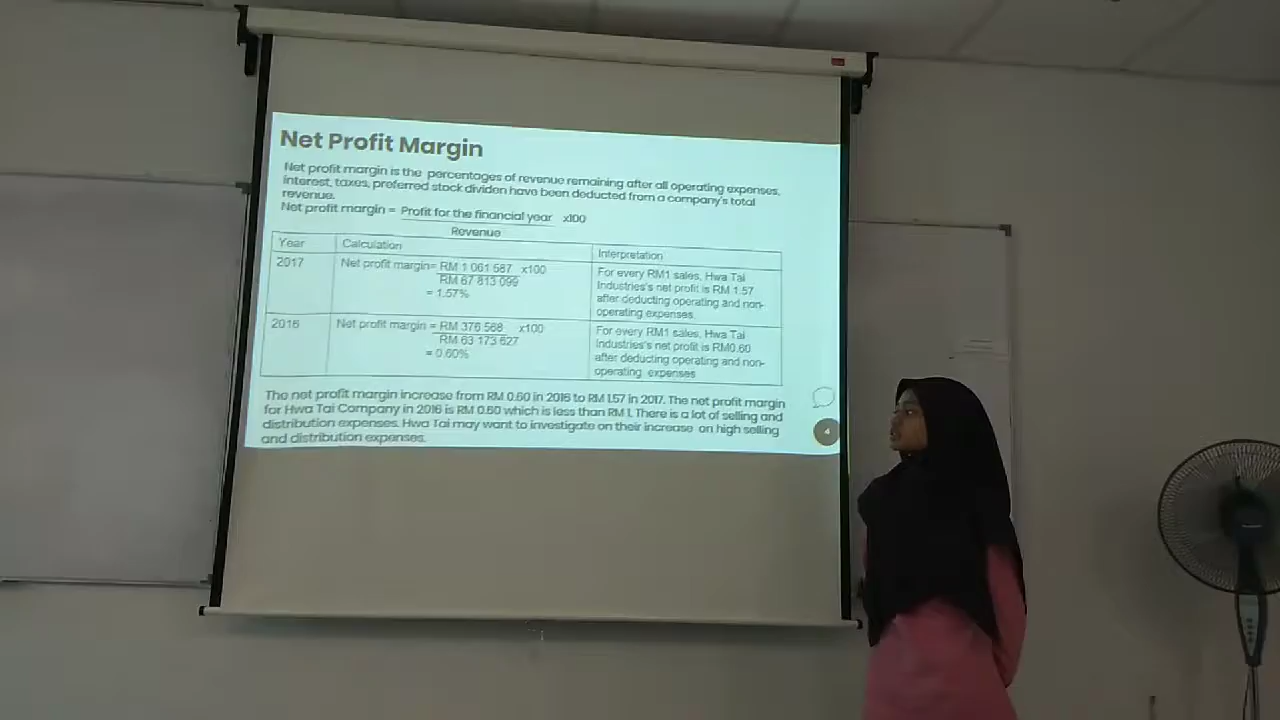 Net Profit Margin
Net profit margin is the percentages of revenue remaining after all operating expenses,
interest, taxes, preferred stock dividen have been deducted from a company's total
revenue.
Net profit margin = Profit for the financial year x100
Revenue
Year Calculation Interpretation
2017 Net profit margin= RM 1 061 587 x100
RM 67 813 099
= 1.57%
For every RM1 sales, Hwa Tai
Industries's net profit is RM 1.57
after deducting operating and non-
operating expenses
2016 Net profit margin = RM 376 568 x100
RM 63 173 627
= 0.60%
For every RM1 sales, Hwa Tai
Industries's net profit is RM0.60
after deducting operating and non-
operating expenses
The net profit margin increase from RM 0.60 in 2016 to RM 1.57 in 2017. The net profit margin
for Hwa Tai Company in 2016 is RM 0.60 which is less than RM 1. There is a lot of selling and
distribution expenses. Hwa Tai may want to investigate on their increase on high selling
and distribution expenses.
4